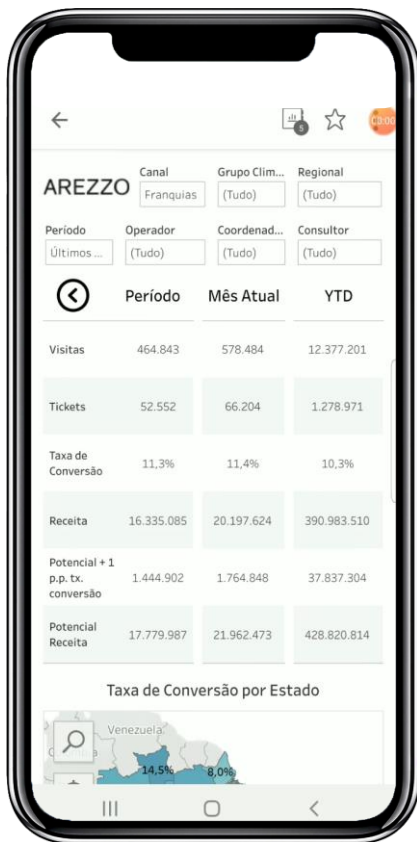 00:00
5
AREZZO
Canal
Grupo Clim...
Regional
Franquias
(Tudo)
(Tudo)
Período
Operador
Coordenad...
Consultor
Últimos ...
(Tudo)
(Tudo)
(Tudo)
Período
Mês Atual
YTD
Visitas
464.843
578.484
12.377.201
Tickets
52.552
66.204
1.278.971
Taxa de
Conversão
11,3%
11,4%
10,3%
Receita
16.335.085
20.197.624
390.983.510
Potencial + 1
p.p. tx.
conversão
1.444.902
1.764.848
37.837.304
Potencial
Receita
17.779.987
21.962.473
428.820.814
Taxa de Conversão por Estado
Venezuela
14,5%
8,0%